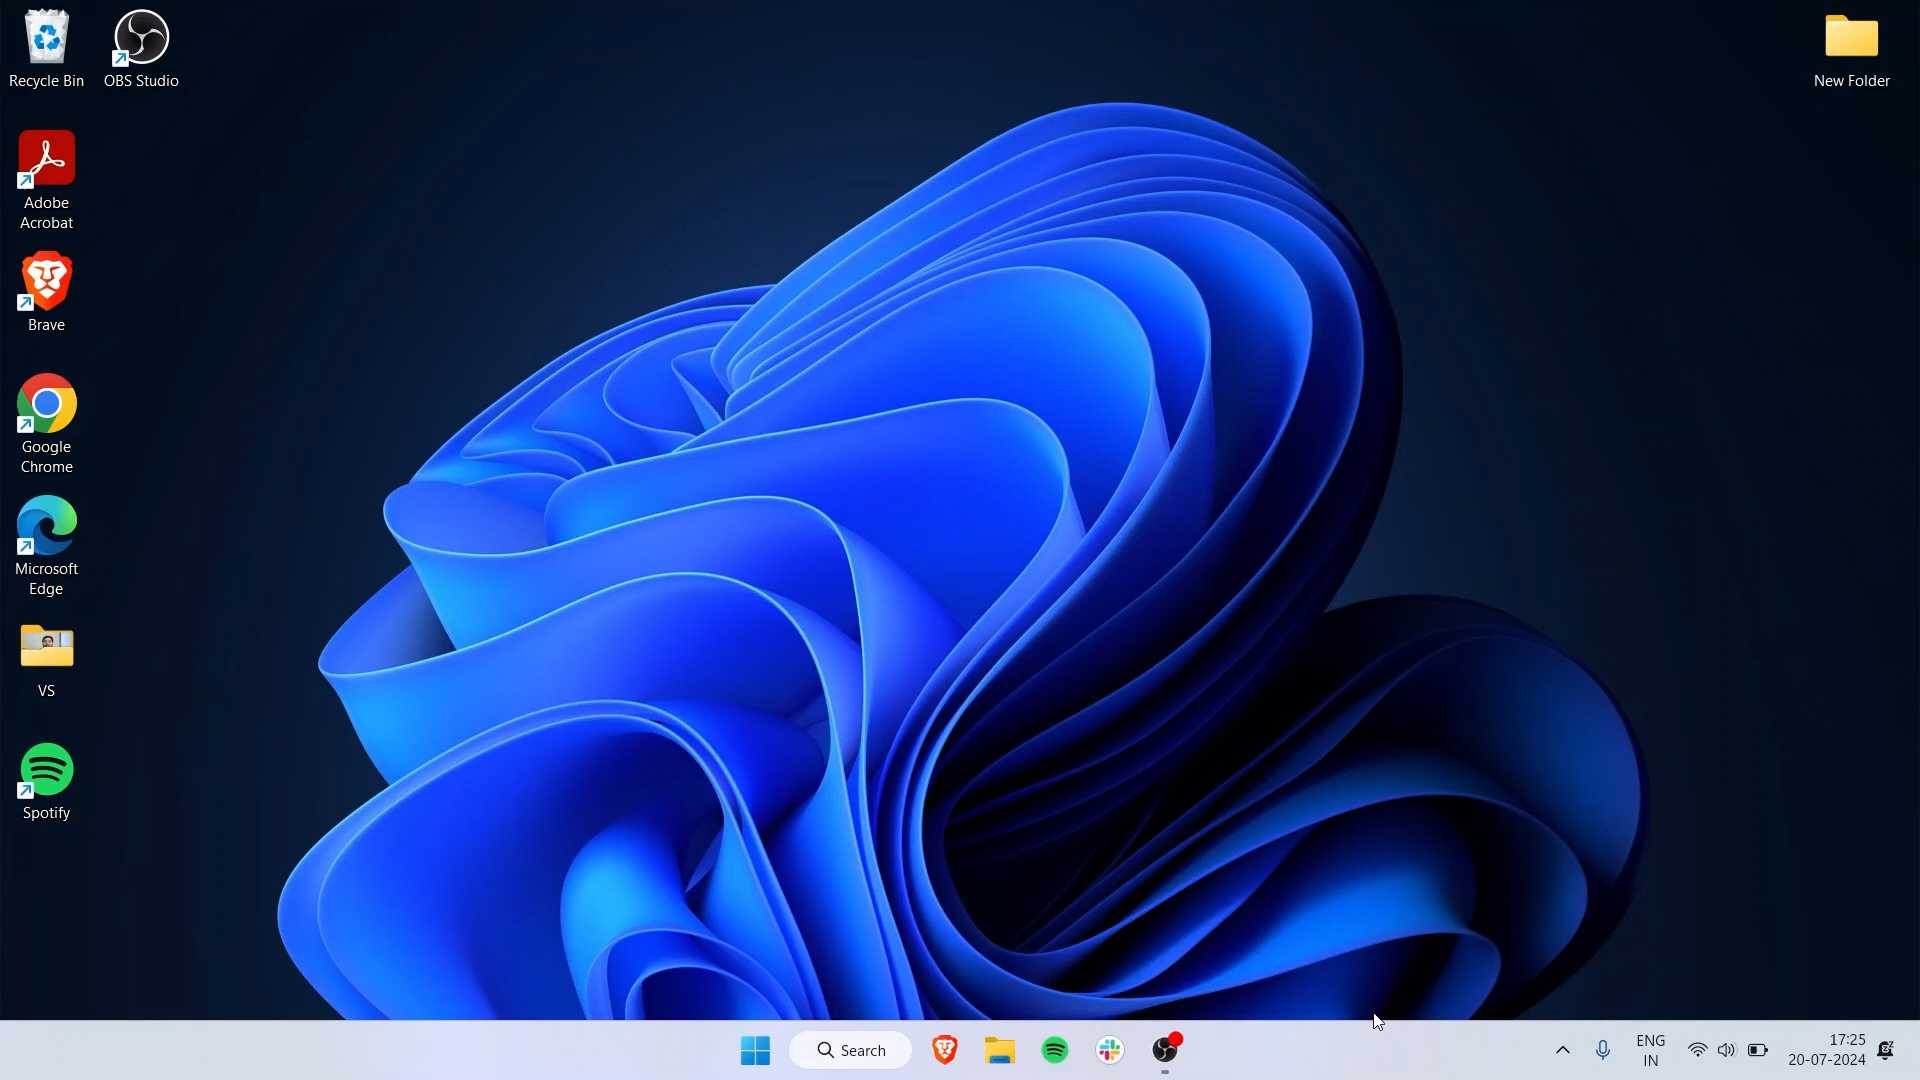 Recycle Bin
OBS Studio
New Folder
Adobe
Acrobat
Brave
Google
Chrome
Microsoft
Edge
VS
Spotify
Search
ENG
IN
17:25
20-07-2024